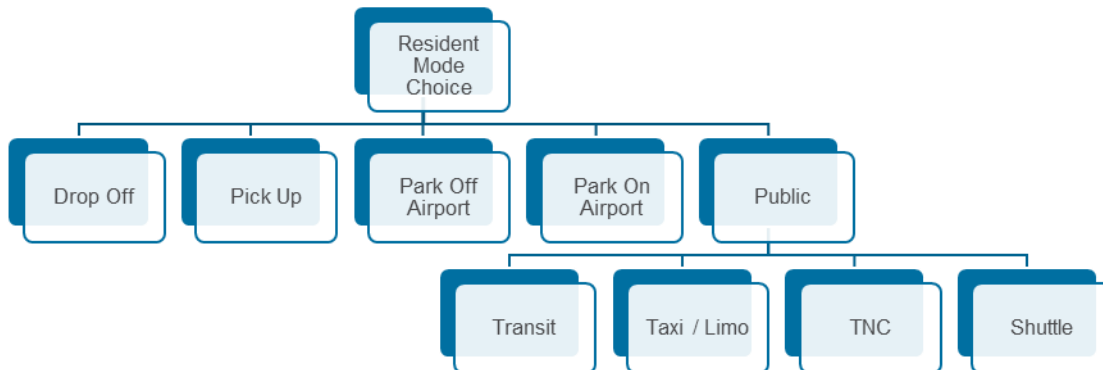 Resident
Mode
Choice
Drop Off
Pick Up
Park Off
Airport
Park On
Airport
Public
Transit
Taxi / Limo
TNC
Shuttle